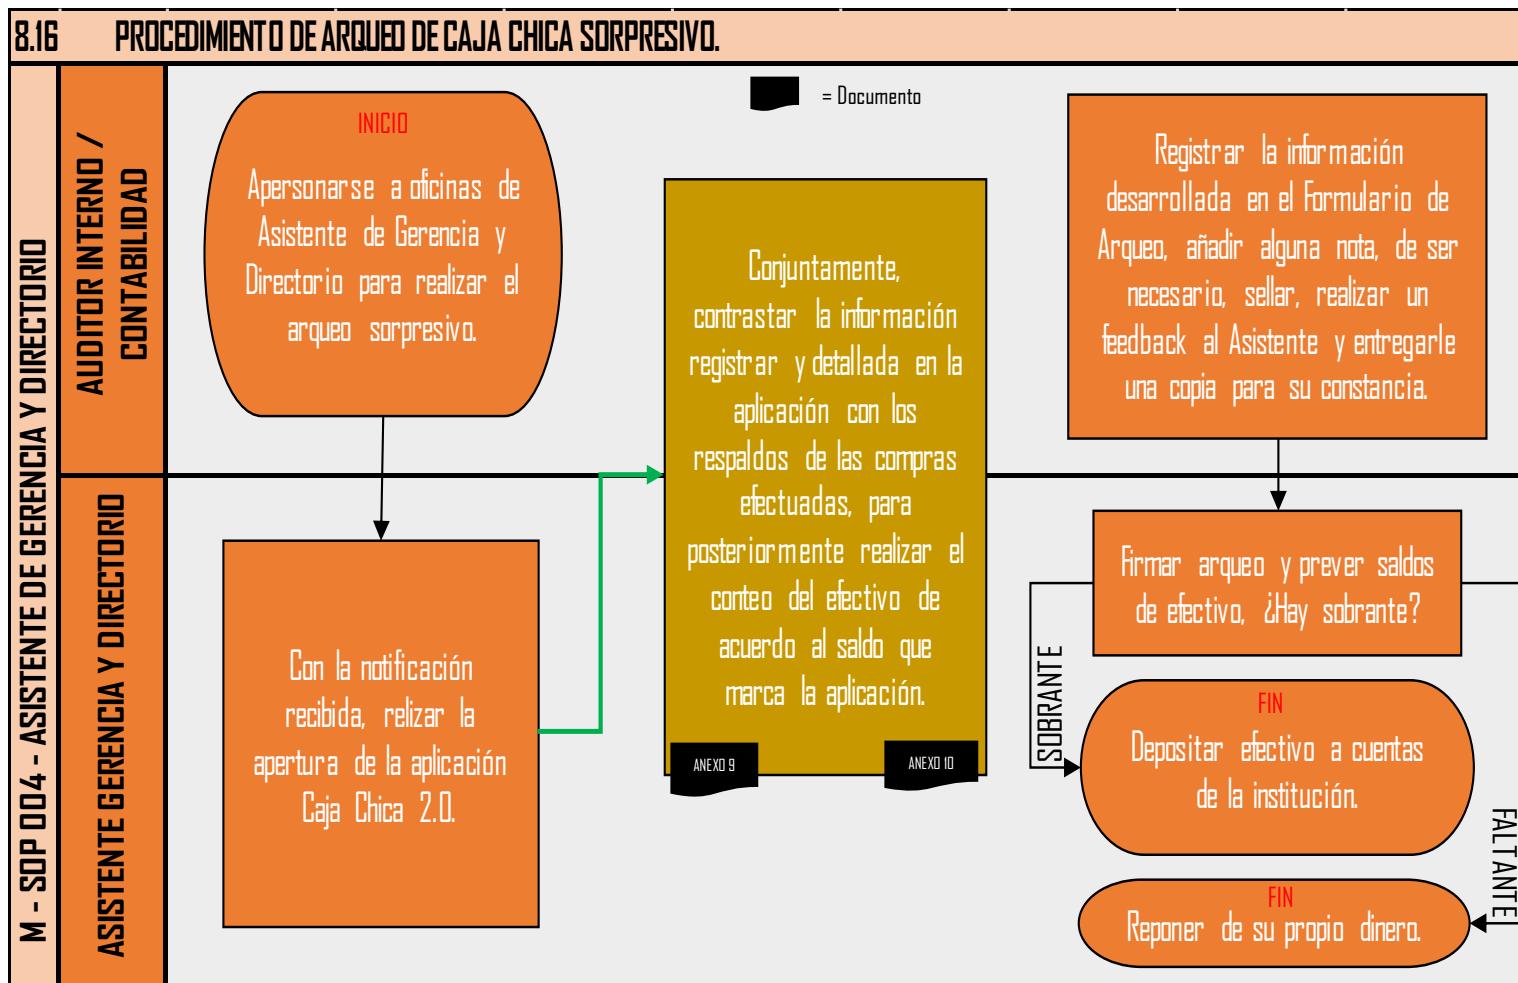 8.16 PROCEDIMIENTO DE ARQUEO DE CAJA CHICA SORPRESIVO.
M - SOP 004 - ASISTENTE DE GERENCIA Y DIRECTORIO
AUDITOR INTERNO /
CONTABILIDAD
INICIO
Apersonarse a oficinas de
Asistente de Gerencia y
Directorio para realizar el
arqueo sorpresivo.
= Documento
Conjuntamente,
contrastar la información
registrar y detallada en la
aplicación con los
respaldos de las compras
efectuadas, para
posteriormente realizar el
conteo del efectivo de
acuerdo al saldo que
marca la aplicación.
ANEXO 9
ANEXO 10
Registrar la información
desarrollada en el Formulario de
Arqueo, añadir alguna nota, de ser
necesario, sellar, realizar un
feedback al Asistente y entregarle
una copia para su constancia.
ASISTENTE GERENCIA Y DIRECTORIO
Con la notificación
recibida, relizar la
apertura de la aplicación
Caja Chica 2.0.
Firmar arqueo y prever saldos
de efectivo, ¿Hay sobrante?
SOBRANTE
FIN
Depositar efectivo a cuentas
de la institución.
FALTANTE
FIN
Reponer de su propio dinero.